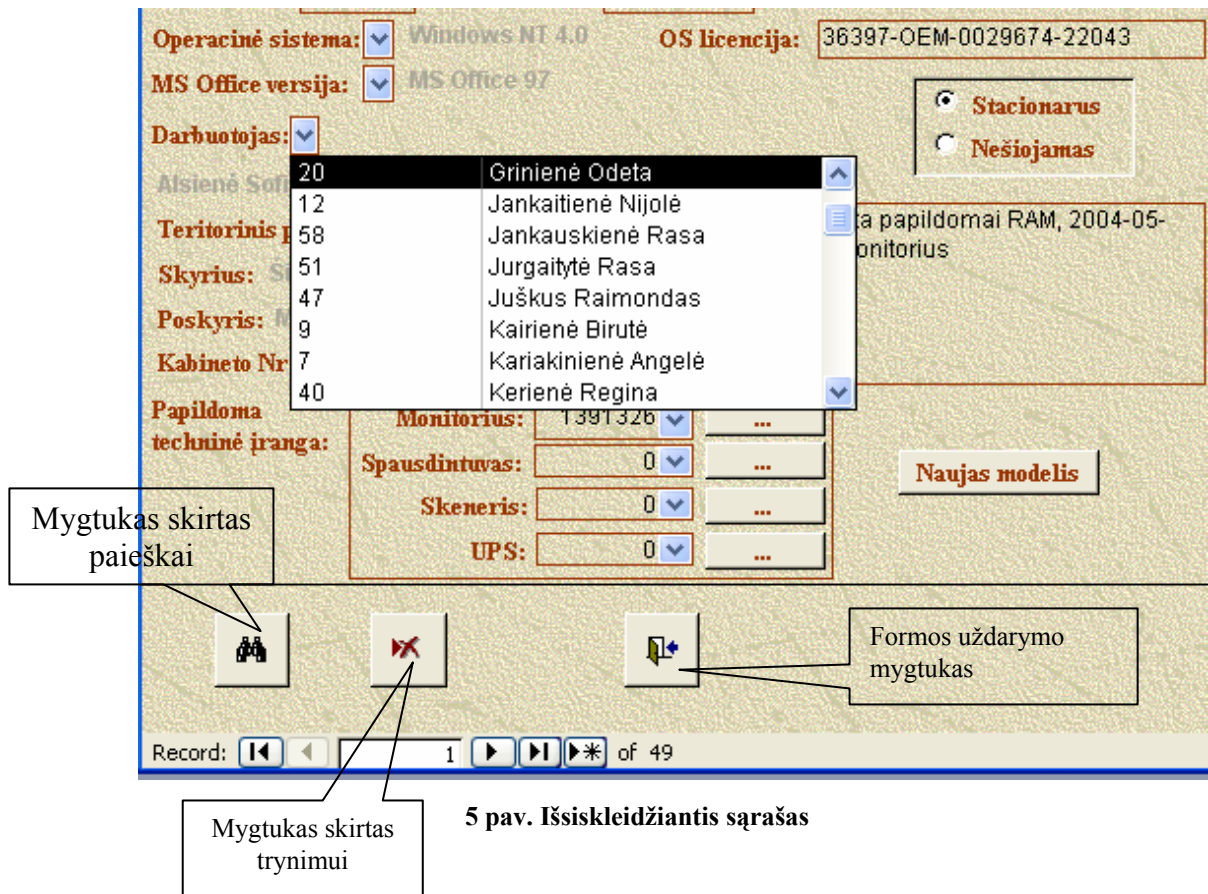 Operacinė sistema: Windows NT 4.0 OS licencija: 36397-OEM-0029674-22043
MS Office versija: MS Office 97
Stacionarus
Nešiojamas
Darbuotojas:
20 Grinienė Odeta
12 Jankaitienė Nijolė
58 Jankauskienė Rasa
51 Jurgaitytė Rasa
47 Juškus Raimondas
9 Kairienė Birutė
7 Kariakinienė Angelė
40 Kerienė Regina
Alsienė
Teritorinis
Skyrius:
Poskyris:
Kabineto Nr
papildomai RAM, 2004-05-
Papildoma
techninė įranga:
Monitorius: 1391326 ...
Spausdintuvas: 0 ...
Skeneris: 0 ...
UPS: 0 ...
Naujas modelis
Mygtukas skirtas
paieškai
Formos uždarymo
mygtukas
Record: 1 of 49
Mygtukas skirtas
trynimui
5 pav. Išsiskleidžiantis sąrašas